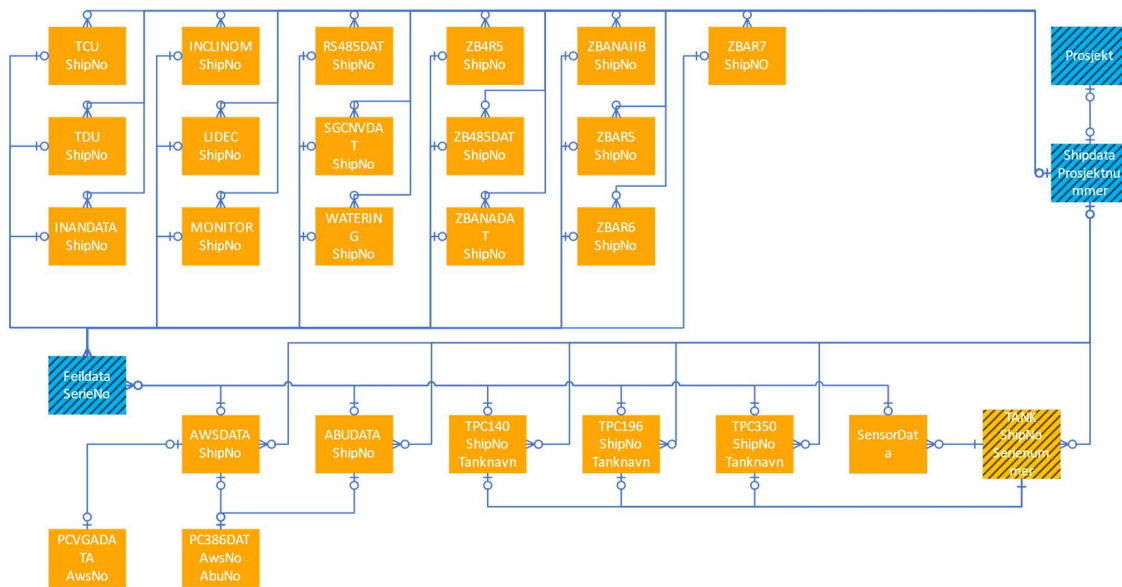 TCU
ShipNo
INCLINOM
ShipNo
RS485DAT
ShipNo
ZB4R5
ShipNo
ZBANAIIB
ShipNo
ZBAR7
ShipNO
Prosjekt
TDU
ShipNo
LIDEC
ShipNo
SGCNVDA
T
ShipNo
ZB485DAT
ShipNo
ZBAR5
ShipNo
Shipdata
Prosjektnu
mmer
INANDATA
ShipNo
MONITOR
ShipNo
WATERIN
G
ShipNo
ZBANADA
T
ShipNo
ZBAR6
ShipNo
Feildata
SerieNo
AWSDATA
ShipNo
ABUDATA
ShipNo
TPC140
ShipNo
Tanknavn
TPC196
ShipNo
Tanknavn
TPC350
ShipNo
Tanknavn
SensorDat
a
TANK
ShipNo
Serienum
mer
PCVGADA
TA
AwsNo
PC386DAT
AwsNo
AbuNo